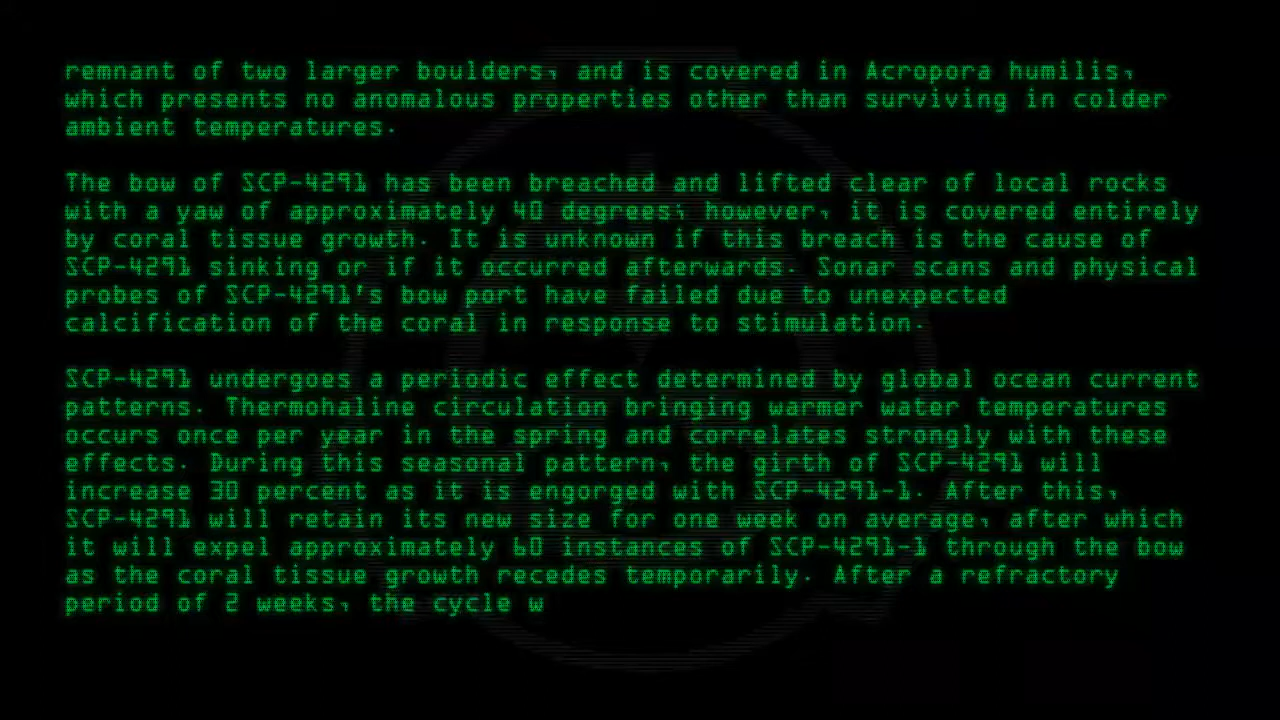 remnant of two larger boulders, and is covered in Acropora humilis,
which presents no anomalous properties other than surviving in colder
ambient temperatures.
The bow of SCP-4291 has been breached and lifted clear of local rocks
with a yaw of approximately 40 degrees; however, it is covered entirely
by coral tissue growth. It is unknown if this breach is the cause of
SCP-4291 sinking or if it occurred afterwards. Sonar scans and physical
probes of SCP-4291's bow port have failed due to unexpected
calcification of the coral in response to stimulation.
SCP-4291 undergoes a periodic effect determined by global ocean current
patterns. Thermohaline circulation bringing warmer water temperatures
occurs once per year in the spring and correlates strongly with these
effects. During this seasonal pattern, the girth of SCP-4291 will
increase 30 percent as it is engorged with SCP-4291-1. After this,
SCP-4291 will retain its new size for one week on average, after which
it will expel approximately 60 instances of SCP-4291-1 through the bow
as the coral tissue growth recedes temporarily. After a refractory
period of 2 weeks, the cycle w